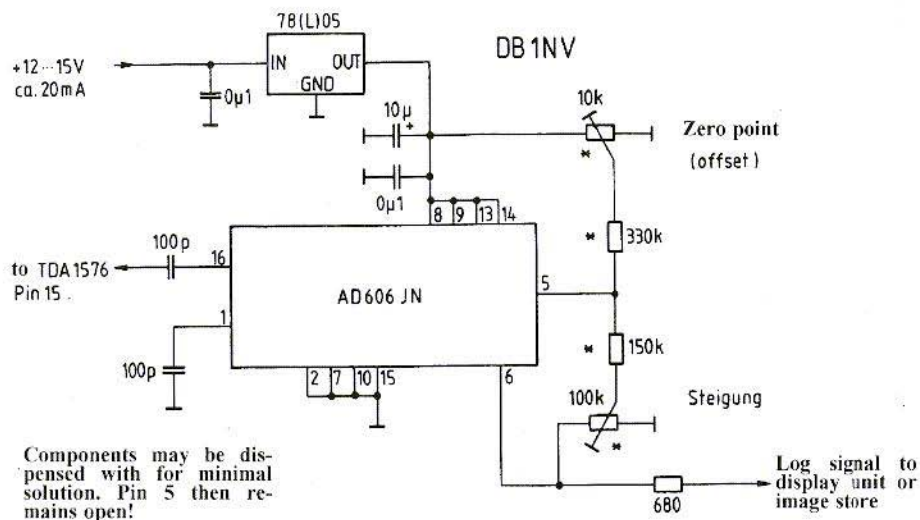 78(L)05
DB1NV
+12···15V
ca. 20mA
IN
OUT
GND
0µ1
10µ
+
10k
Zero point
(offset)
*
0µ1
8
9
13
14
*
330k
100p
to TDA1576
Pin 15
16
AD606 JN
5
1
*
150k
100p
2
7
10
15
6
100k
Steigung
*
Components may be dis-
pensed with for minimal
solution. Pin 5 then re-
mains open!
680
Log signal to
display unit or
image store